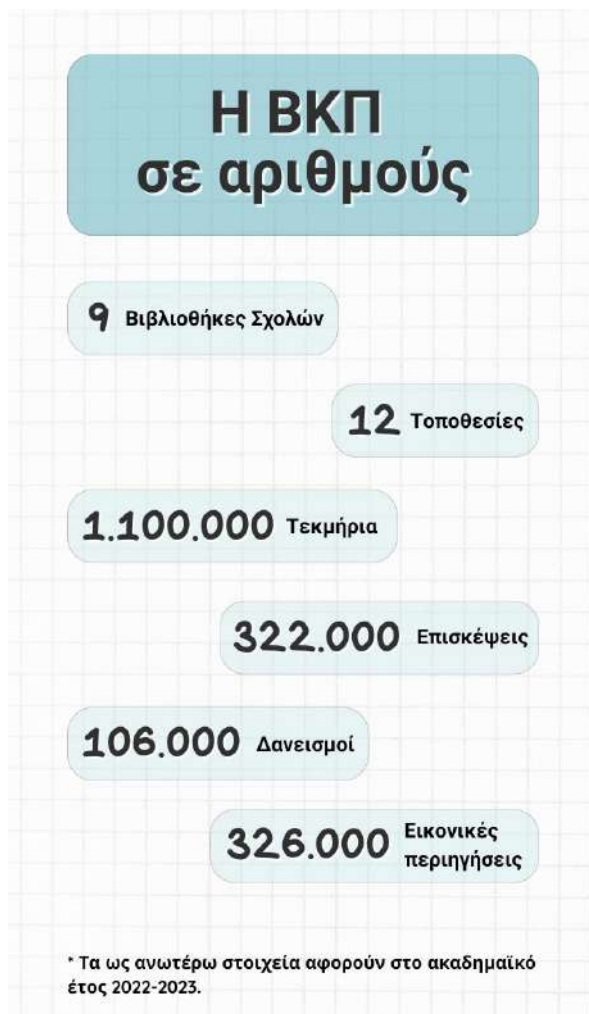 Η ΒΚΠ
σε αριθμούς
9 Βιβλιοθήκες Σχολών
12 Τοποθεσίες
1.100.000 Τεκμήρια
322.000 Επισκέψεις
106.000 Δανεισμοί
326.000 Εικονικές
περιηγήσεις
* Τα ως ανωτέρω στοιχεία αφορούν στο ακαδημαϊκό
έτος 2022-2023.